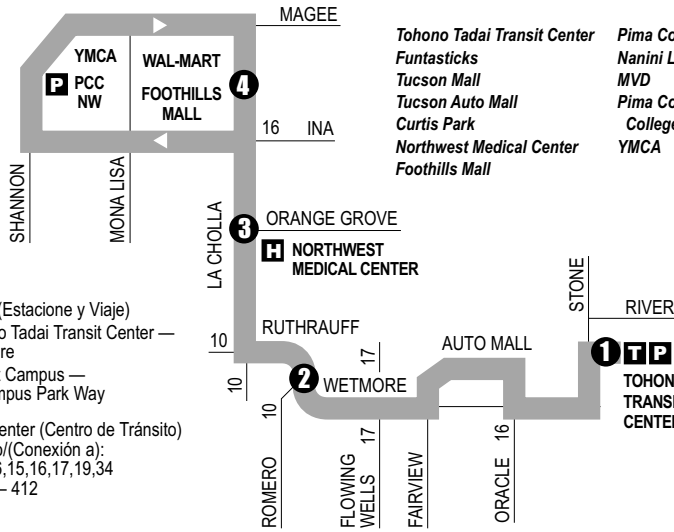 MAGEE
YMCA
WAL-MART
P PCC
NW
FOOTHILLS
MALL
4
16 INA
SHANNON
MONA LISA
LA CHOLLA
3
ORANGE GROVE
H NORTHWEST
MEDICAL CENTER
Tohono Tadai Transit Center
Funtasticks
Tucson Mall
Tucson Auto Mall
Curtis Park
Northwest Medical Center
Foothills Mall
Pima Co
Nanini L
MVD
Pima Co
College
YMCA
(Estacione y Viaje)
o Tadai Transit Center —
re
Campus —
mpus Park Way
enter (Centro de Tránsito)
o/(Conexión a):
6,15,16,17,19,34
– 412
10
RUTHRAUFF
10
2
WETMORE
10
ROMERO
17
17
FLOWING
WELLS
AUTO MALL
FAIRVIEW
16
ORACLE
STONE
RIVER
1 T P
TOHON
TRANSI
CENTER